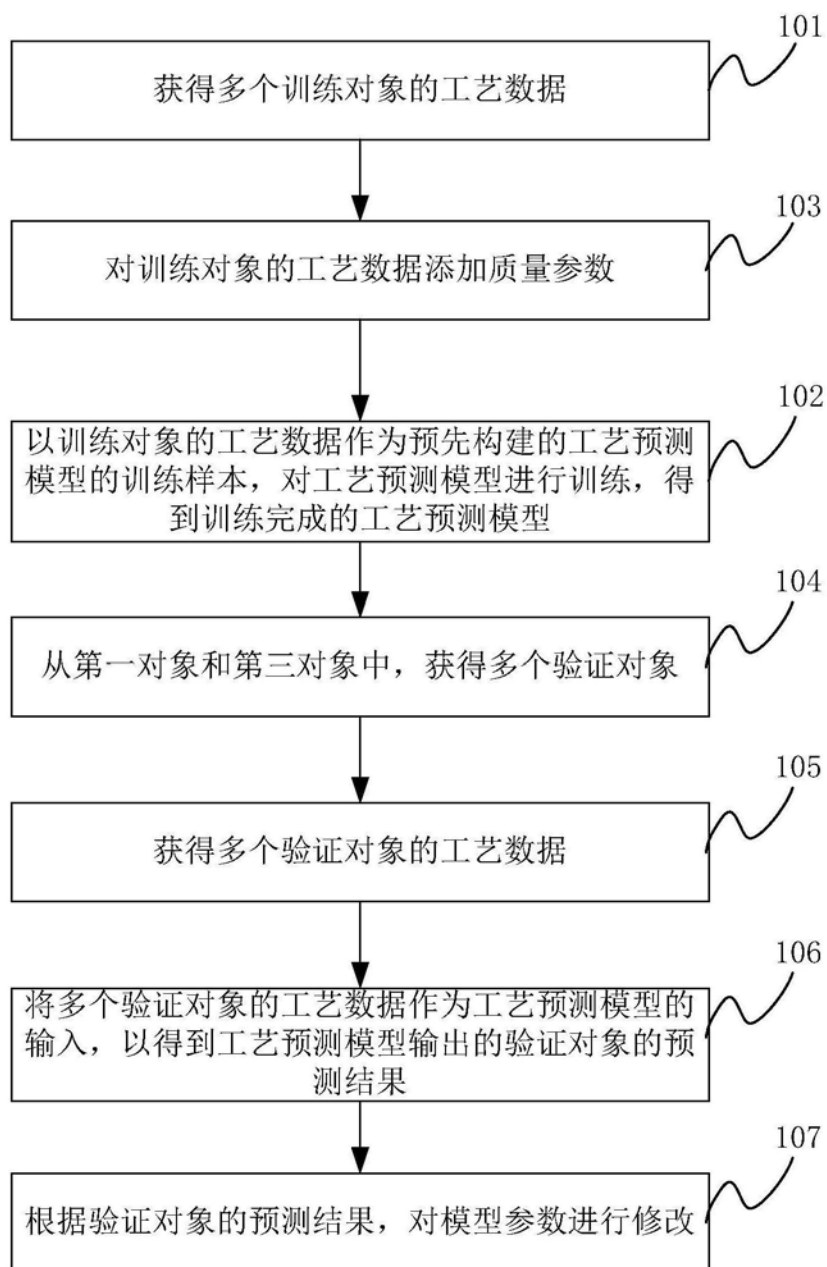 101
获得多个训练对象的工艺数据
103
对训练对象的工艺数据添加质量参数
102
以训练对象的工艺数据作为预先构建的工艺预测
模型的训练样本，对工艺预测模型进行训练，得
到训练完成的工艺预测模型
104
从第一对象和第三对象中，获得多个验证对象
105
获得多个验证对象的工艺数据
106
将多个验证对象的工艺数据作为工艺预测模型的
输入，以得到工艺预测模型输出的验证对象的预
测结果
107
根据验证对象的预测结果，对模型参数进行修改